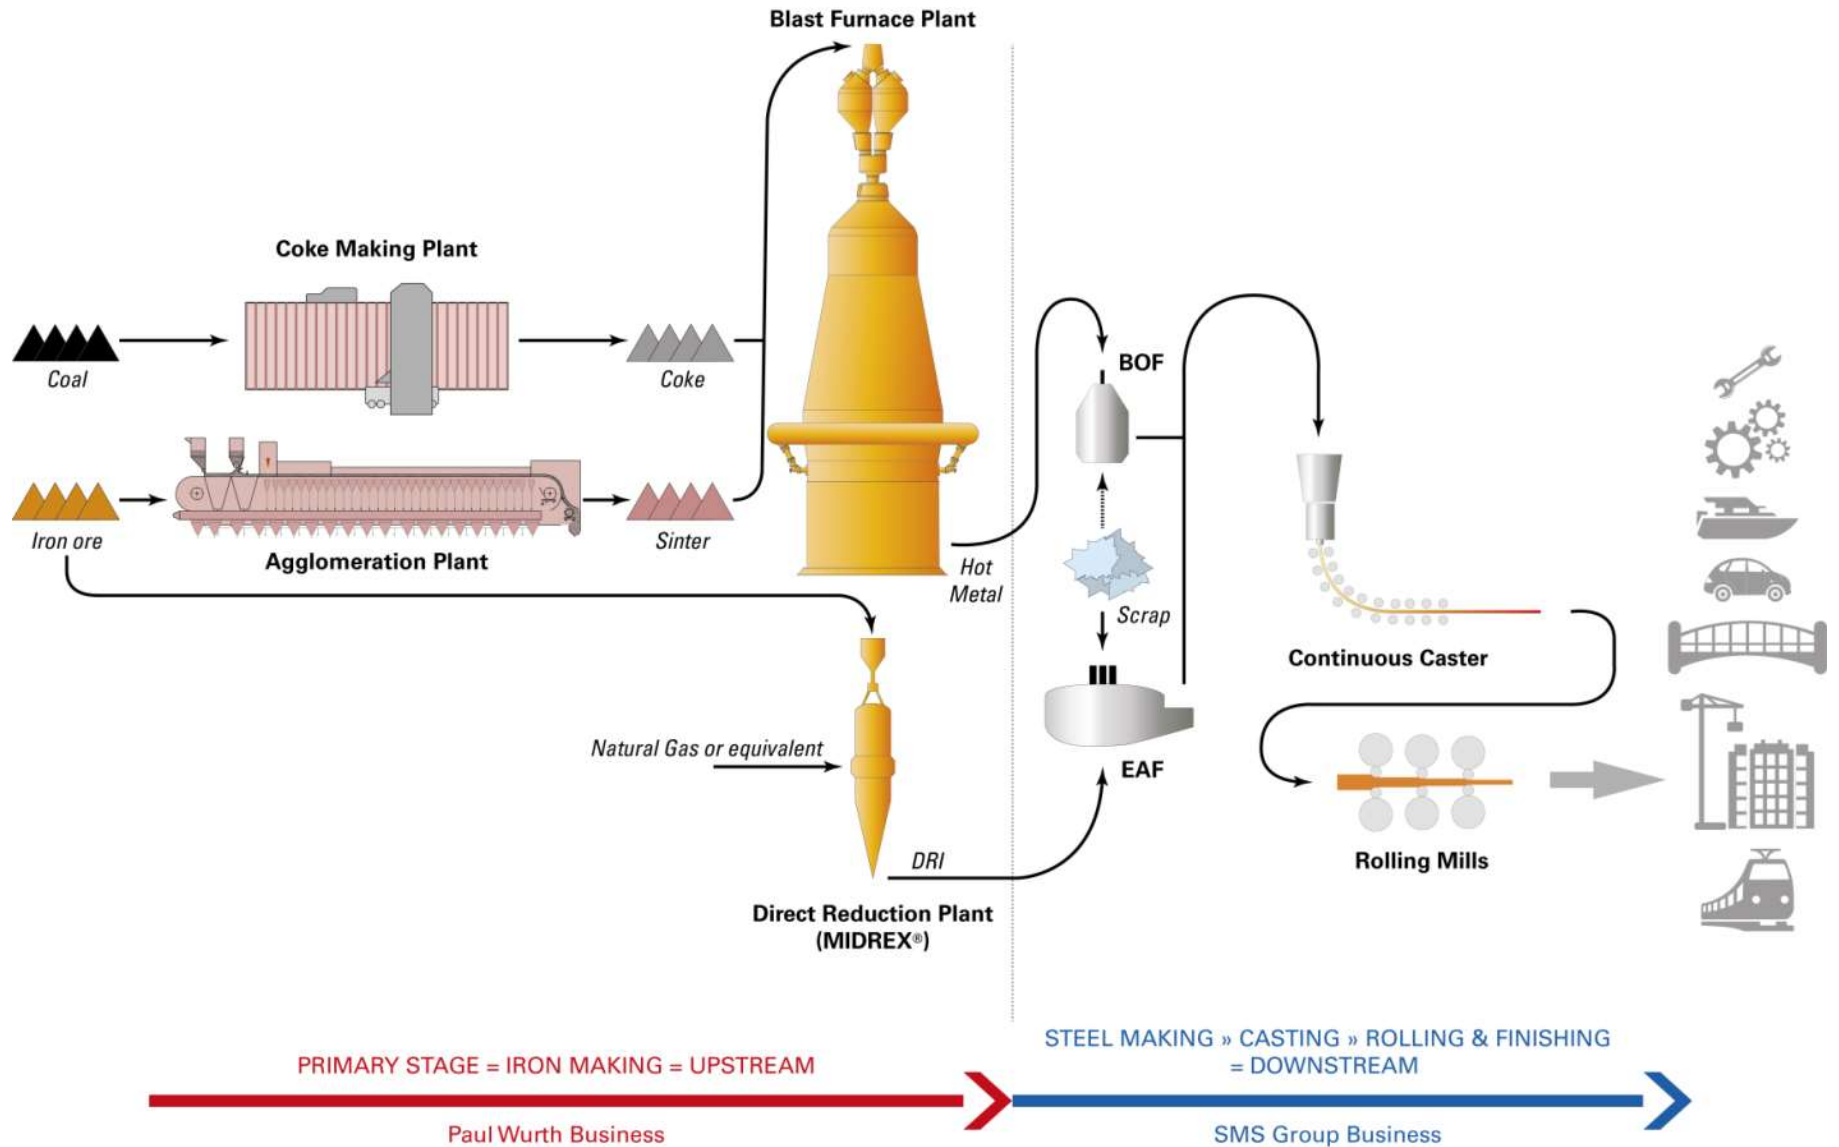 Blast Furnace Plant
Coke Making Plant
Coal
Coke
BOF
Iron ore
Agglomeration Plant
Sinter
Hot
Metal
Scrap
Continuous Caster
Natural Gas or equivalent
EAF
DRI
Rolling Mills
Direct Reduction Plant
(MIDREX®)
PRIMARY STAGE = IRON MAKING = UPSTREAM
Paul Wurth Business
STEEL MAKING » CASTING » ROLLING & FINISHING
= DOWNSTREAM
SMS Group Business